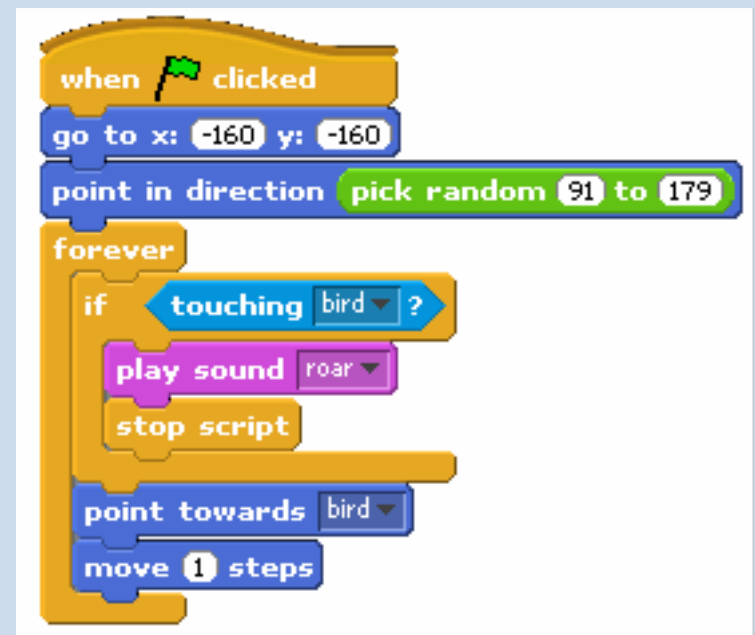 when clicked
go to x: -160 y: -160
point in direction pick random 91 to 179
forever
if touching bird ?
play sound roar
stop script
point towards bird
move 1 steps